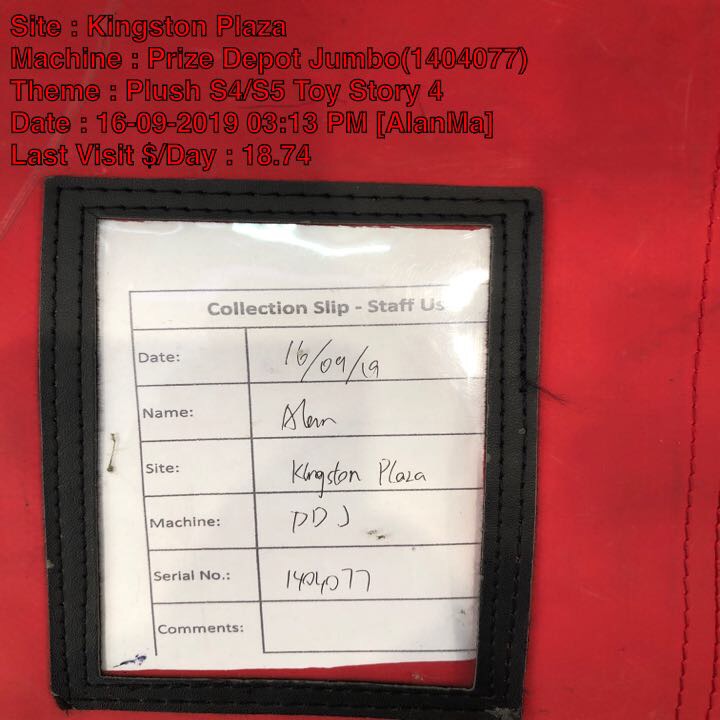 Site : Kingston Plaza
Machine : Prize Depot Jumbo(1404077)
Theme : Plush S4/S5 Toy Story 4
Date : 16-09-2019 03:13 PM [AlanMa]
Last Visit $/Day : 18.74
Collection Slip - Staff Us
Date: 16/09/19
Name: Alan
Site: Kingston Plaza
Machine: PDJ
Serial No.: 1404077
Comments: